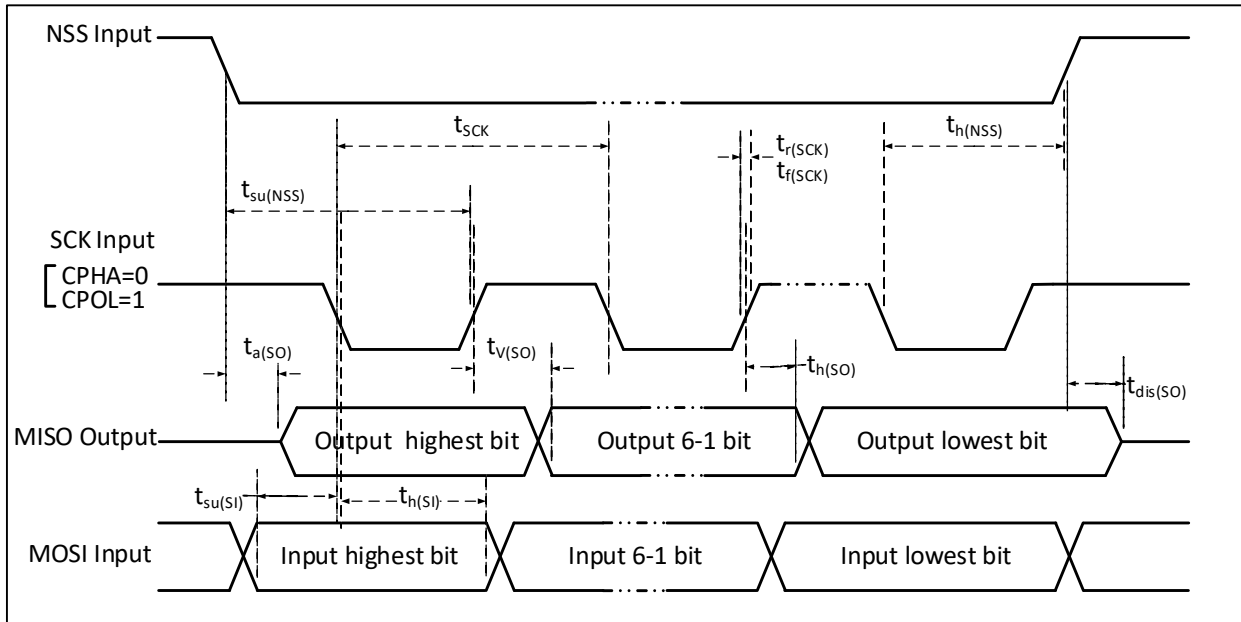 NSS Input
tSCK
th(NSS)
tr(SCK)
tf(SCK)
tsu(NSS)
SCK Input
CPHA=0
CPOL=1
ta(SO)
tV(SO)
th(SO)
tdis(SO)
MISO Output
Output highest bit
Output 6-1 bit
Output lowest bit
tsu(SI)
th(SI)
MOSI Input
Input highest bit
Input 6-1 bit
Input lowest bit